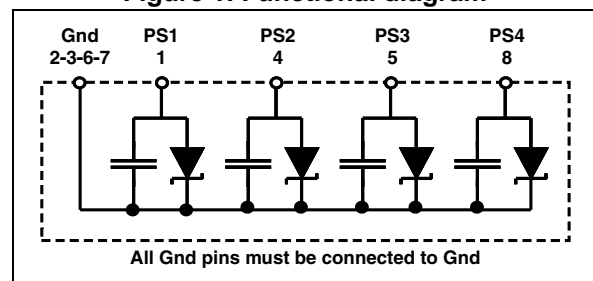 Figure 1. Functional diagram
Gnd PS1 PS2 PS3 PS4
2-3-6-7 1 4 5 8
All Gnd pins must be connected to Gnd